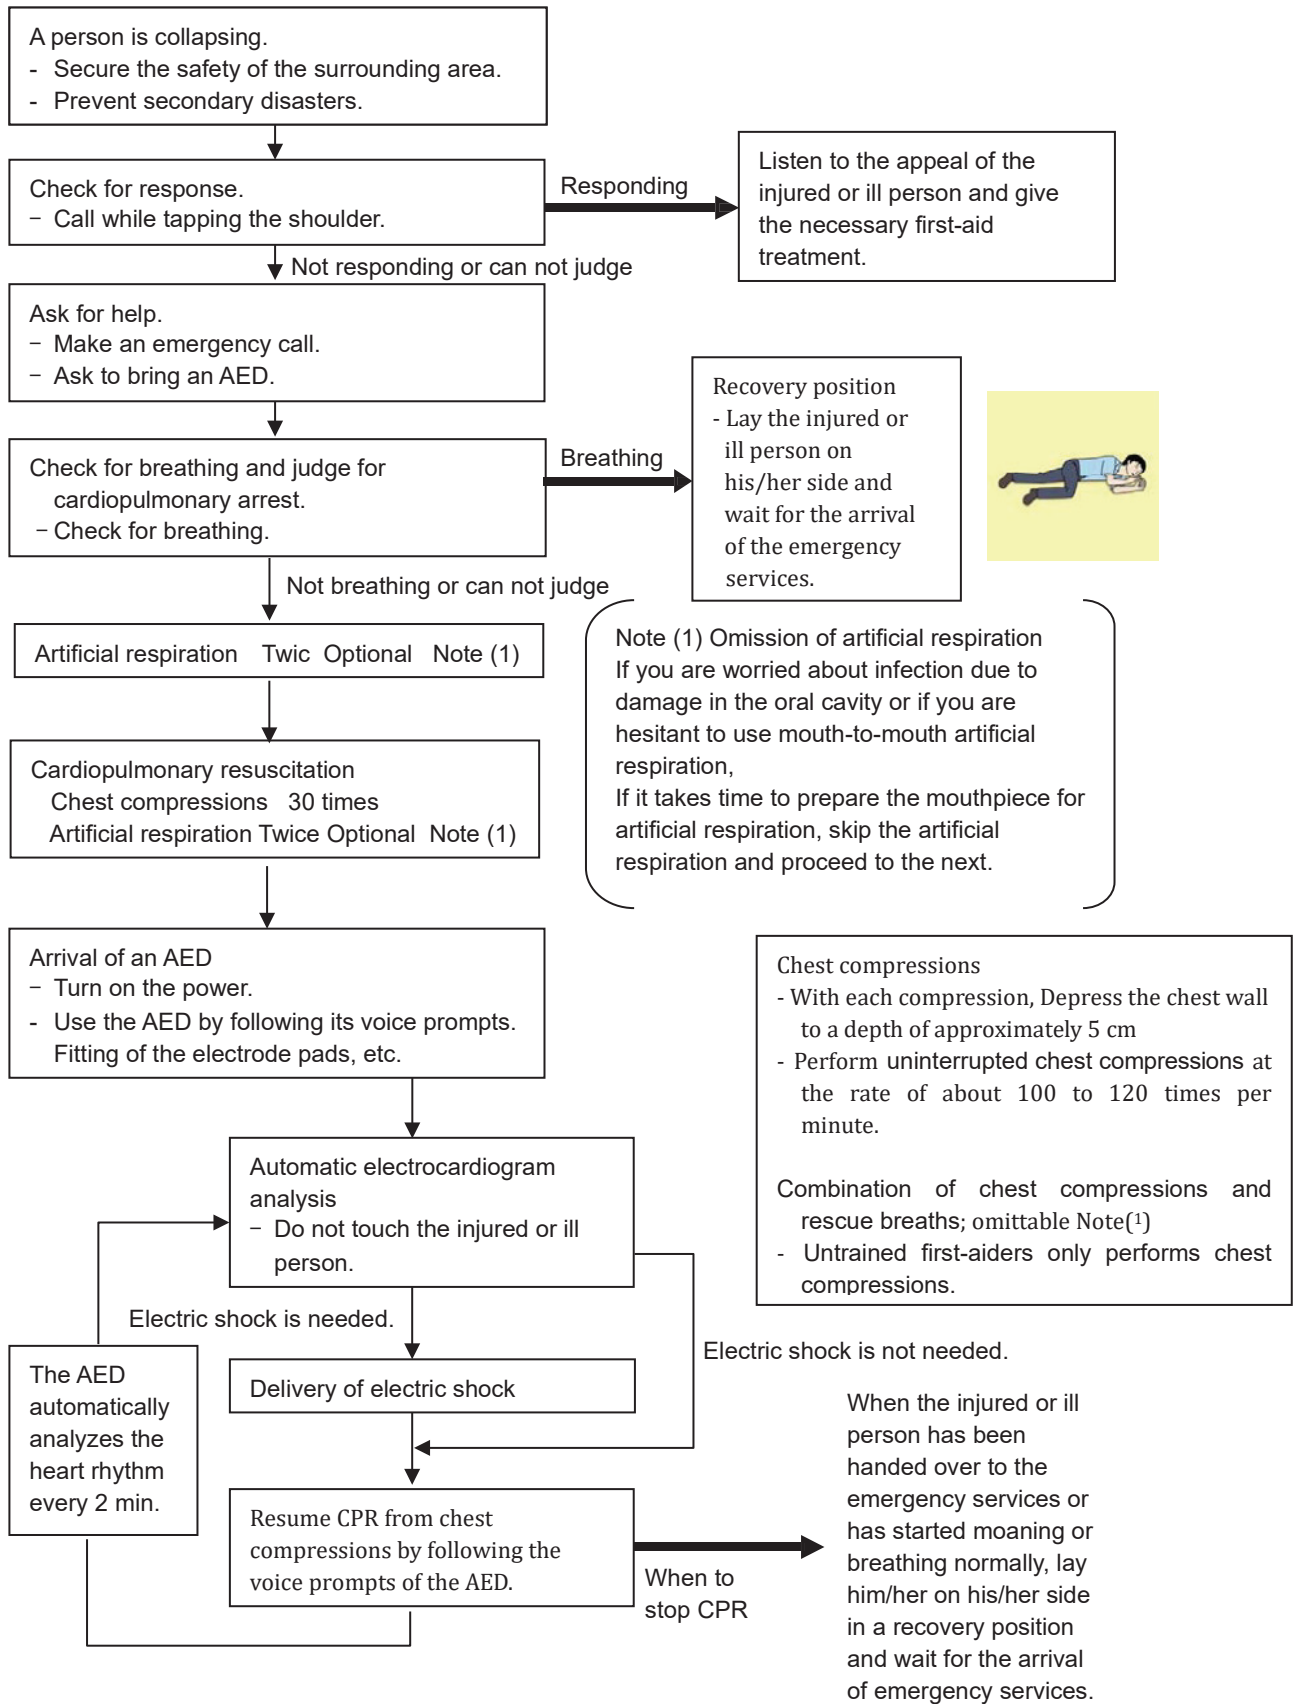 A person is collapsing.
- Secure the safety of the surrounding area.
- Prevent secondary disasters.
Check for response.
− Call while tapping the shoulder.
Responding
Listen to the appeal of the
injured or ill person and give
the necessary first-aid
treatment.
Not responding or can not judge
Ask for help.
− Make an emergency call.
− Ask to bring an AED.
Check for breathing and judge for
cardiopulmonary arrest.
− Check for breathing.
Breathing
Recovery position
- Lay the injured or
ill person on
his/her side and
wait for the arrival
of the emergency
services.
Not breathing or can not judge
Artificial respiration Twic Optional Note (1)
Note (1) Omission of artificial respiration
If you are worried about infection due to
damage in the oral cavity or if you are
hesitant to use mouth-to-mouth artificial
respiration,
If it takes time to prepare the mouthpiece for
artificial respiration, skip the artificial
respiration and proceed to the next.
Cardiopulmonary resuscitation
Chest compressions 30 times
Artificial respiration Twice Optional Note (1)
Arrival of an AED
− Turn on the power.
- Use the AED by following its voice prompts.
Fitting of the electrode pads, etc.
Chest compressions
- With each compression, Depress the chest wall
to a depth of approximately 5 cm
- Perform uninterrupted chest compressions at
the rate of about 100 to 120 times per
minute.
Combination of chest compressions and
rescue breaths; omittable Note(1)
- Untrained first-aiders only performs chest
compressions.
Automatic electrocardiogram
analysis
− Do not touch the injured or ill
person.
Electric shock is needed.
Electric shock is not needed.
The AED
automatically
analyzes the
heart rhythm
every 2 min.
Delivery of electric shock
Resume CPR from chest
compressions by following the
voice prompts of the AED.
When to
stop CPR
When the injured or ill
person has been
handed over to the
emergency services or
has started moaning or
breathing normally, lay
him/her on his/her side
in a recovery position
and wait for the arrival
of emergency services.